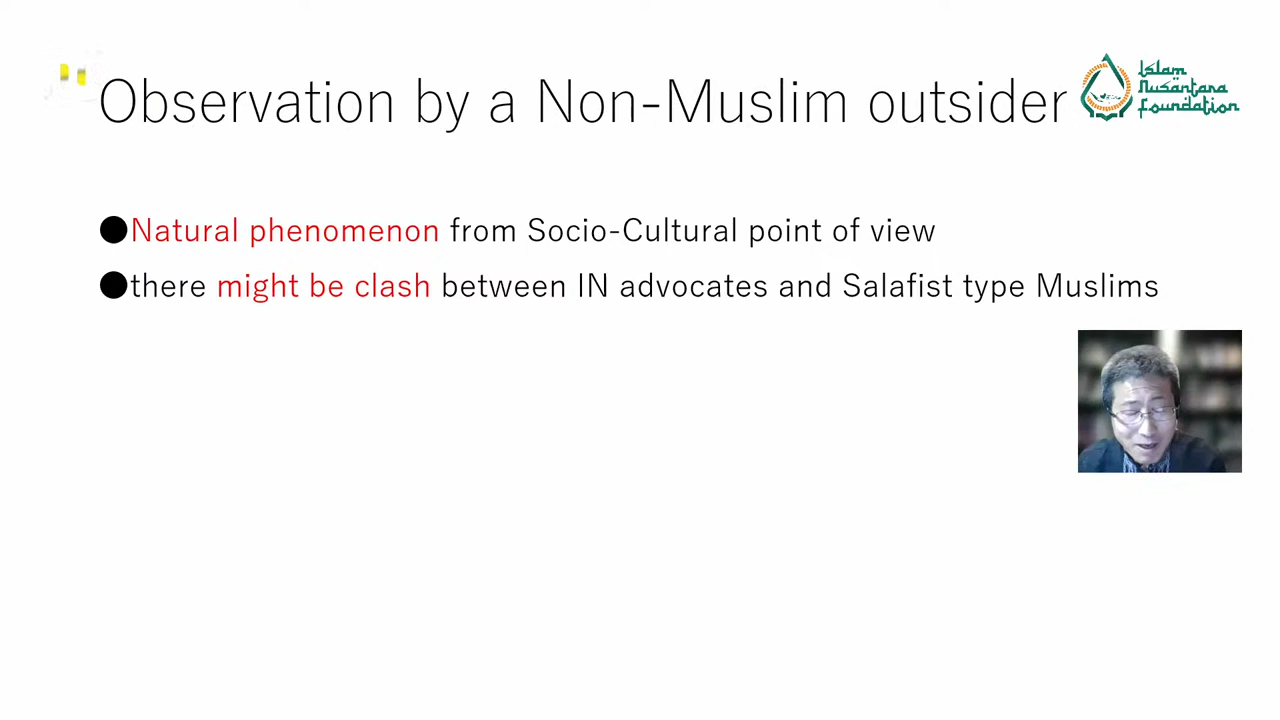 Observation by a Non-Muslim outsider
Islam
Nusantara
Foundation
●Natural phenomenon from Socio-Cultural point of view
●there might be clash between IN advocates and Salafist type Muslims